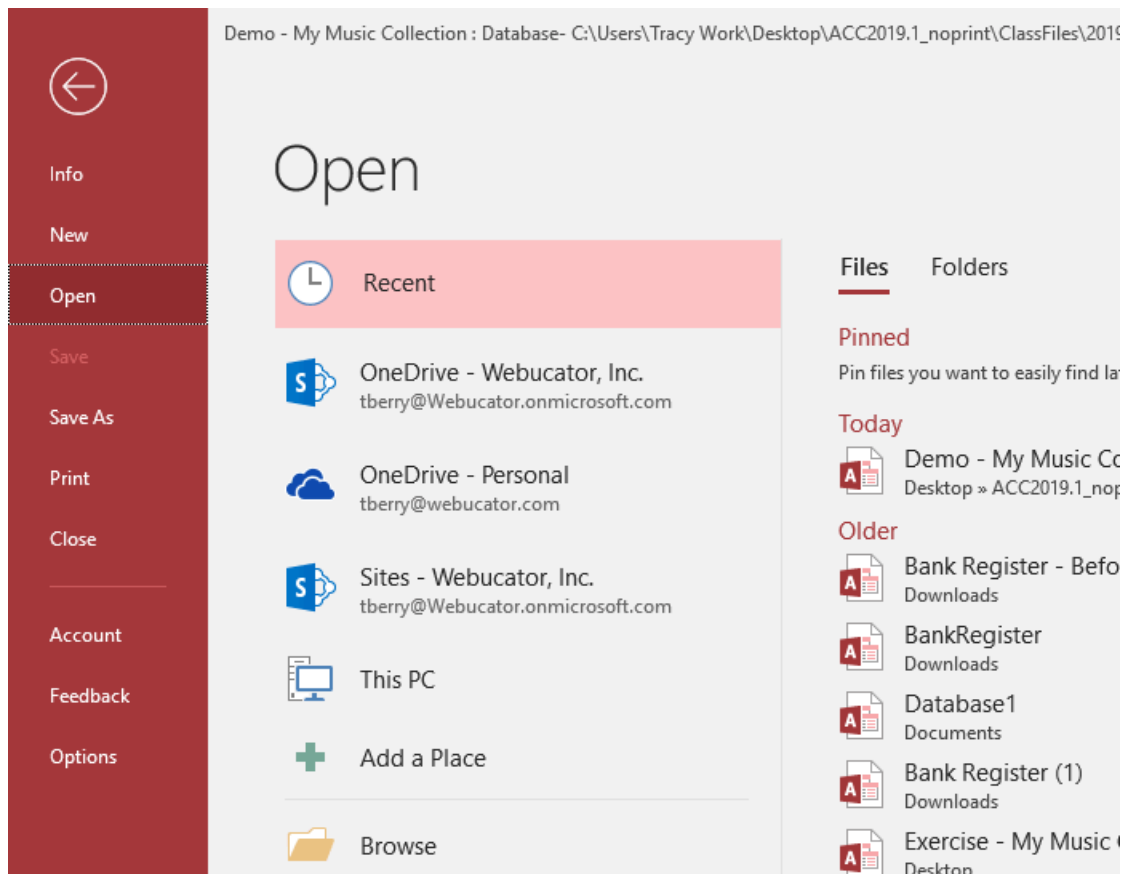 Demo - My Music Collection : Database- C:\Users\Tracy Work\Desktop\ACC2019.1_noprint\ClassFiles\2019
Info
New
Open
Save
Save As
Print
Close
Account
Feedback
Options
Open
Recent
OneDrive - Webucator, Inc.
tberry@Webucator.onmicrosoft.com
OneDrive - Personal
tberry@webucator.com
Sites - Webucator, Inc.
tberry@Webucator.onmicrosoft.com
This PC
Add a Place
Browse
Files Folders
Pinned
Pin files you want to easily find la
Today
Demo - My Music Co
Desktop » ACC2019.1_nop
Older
Bank Register - Befo
Downloads
BankRegister
Downloads
Database1
Documents
Bank Register (1)
Downloads
Exercise - My Music
Desktop